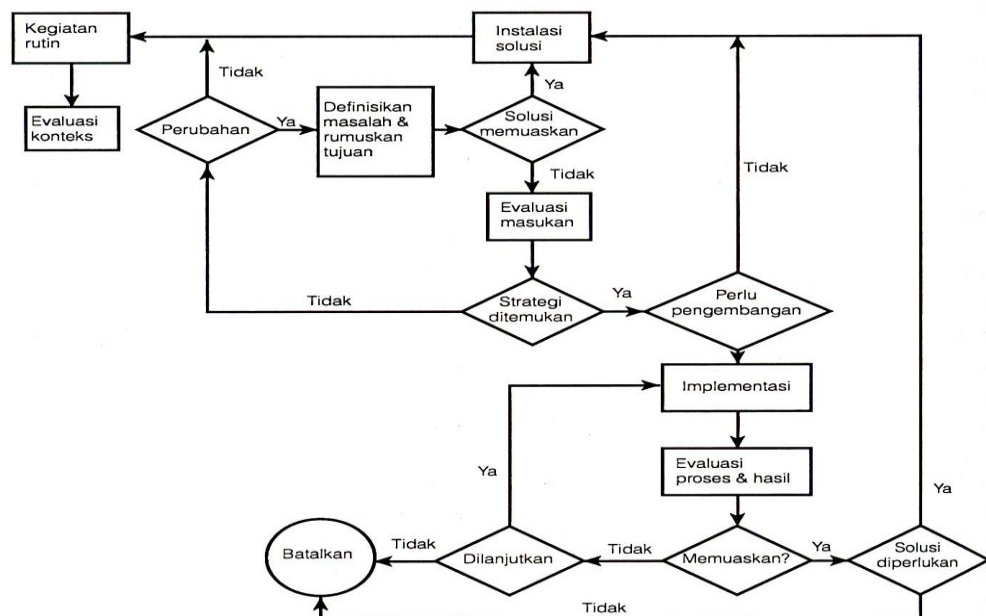 Kegiatan
rutin
Instalasi
solusi
Tidak
Ya
Evaluasi
konteks
Perubahan
Ya
Definisikan
masalah &
rumuskan
tujuan
Solusi
memuaskan
Tidak
Tidak
Evaluasi
masukan
Tidak
Strategi
ditemukan
Ya
Perlu
pengembangan
Implementasi
Ya
Evaluasi
proses & hasil
Ya
Batalkan
Tidak
Dilanjutkan
Tidak
Memuaskan?
Ya
Solusi
diperlukan
Tidak